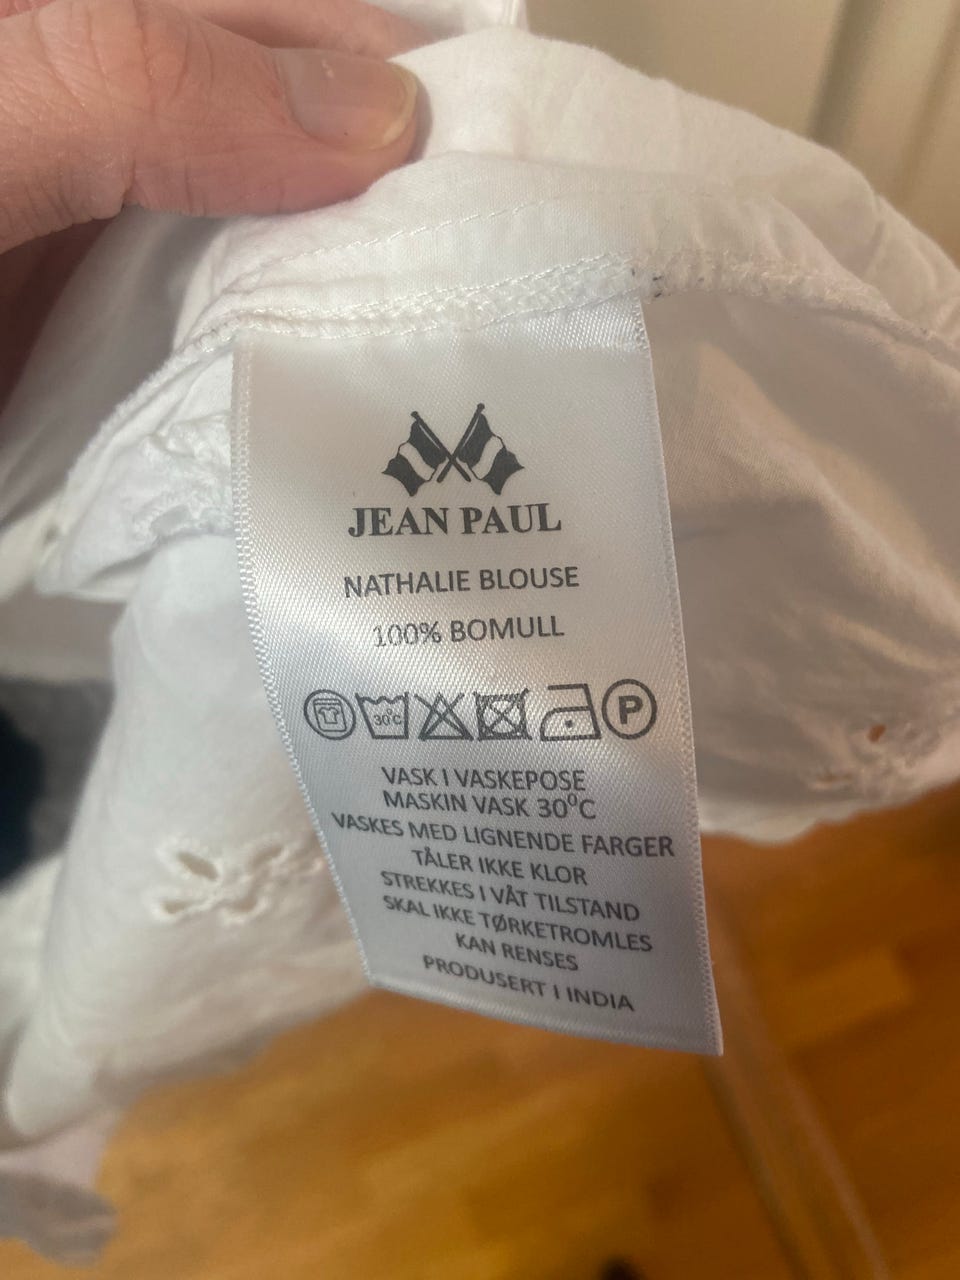 JEAN PAUL
NATHALIE BLOUSE
100% BOMULL
30°C P
VASK I VASKEPOSE
MASKIN VASK 30⁰C
VASKES MED LIGNENDE FARGER
TÅLER IKKE KLOR
STREKKES I VÅT TILSTAND
SKAL IKKE TØRKETROMLES
KAN RENSES
PRODUSERT I INDIA